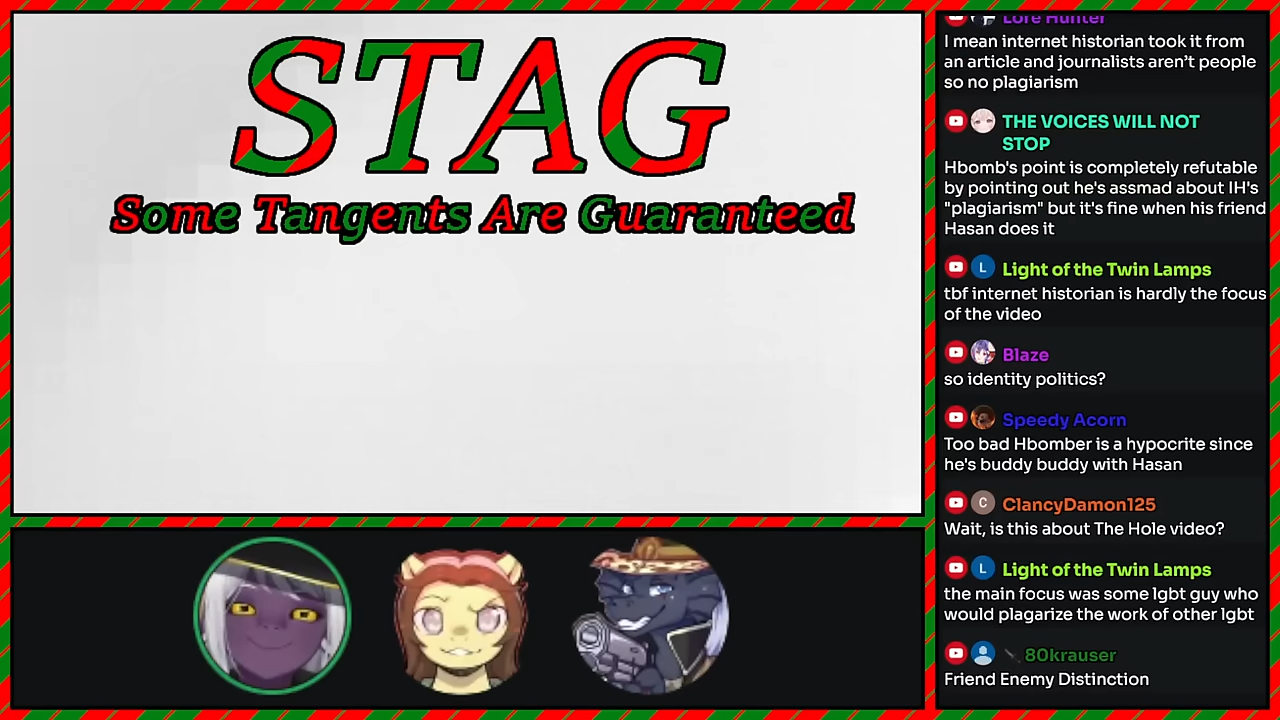 STAG
Some Tangents Are Guaranteed
Lore Hunter
I mean internet historian took it from
an article and journalists aren’t people
so no plagiarism
THE VOICES WILL NOT
STOP
Hbomb's point is completely refutable
by pointing out he's assmad about IH's
"plagiarism" but it's fine when his friend
Hasan does it
L Light of the Twin Lamps
tbf internet historian is hardly the focus
of the video
Blaze
so identity politics?
Speedy Acorn
Too bad Hbomber is a hypocrite since
he's buddy buddy with Hasan
C ClancyDamon125
Wait, is this about The Hole video?
L Light of the Twin Lamps
the main focus was some lgbt guy who
would plagarize the work of other lgbt
80krauser
Friend Enemy Distinction